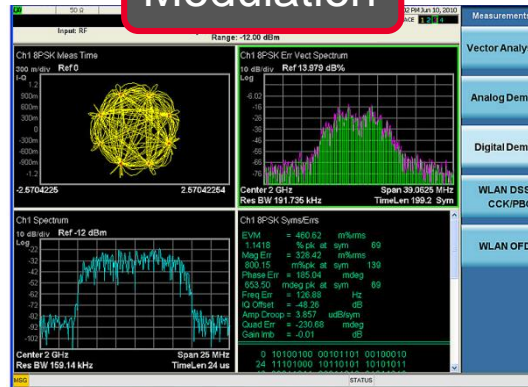 Modulation
50 Ω
02 PM Jun 10, 2010
Input: RF
Range: -12.00 dBm
Measurements
Ch1 8PSK Meas Time
300 m/div Ref 0
I-Q
1.2
900m
600m
300m
0
-300m
-600m
-900m
-1.2
-2.5704225
2.57042254
Ch1 8PSK Err Vect Spectrum
10 dB/div Ref 13.979 dB%
Log
-6.02
-16
-26
-36
-46
-56
-66
-76
Center 2 GHz
Span 39.0625 MHz
Res BW 191.735 kHz
TimeLen 199.2 Sym
Vector Analy
Analog Dem
Digital Dem
WLAN DSS
CCK/PBC
WLAN OFD
Ch1 Spectrum
10 dB/div Ref -12 dBm
Log
-22
-32
-42
-52
-62
-72
-82
-92
-102
Center 2 GHz
Span 25 MHz
Res BW 159.14 kHz
TimeLen 24 us
Ch1 8PSK Syms/Errs
EVM = 460.62 m%rms
1.1418 % pk at sym 69
Mag Err = 328.42 m%rms
800.15 m%pk at sym 139
Phase Err = 185.04 mdeg
653.50 mdeg pk at sym 69
Freq Err = 126.88 Hz
IQ Offset = -48.26 dB
Amp Droop = 3.857 udB/sym
Quad Err = -230.68 mdeg
Gain Imb = -0.01 dB
0 10100100 00101101 00100010
24 11101000 10110101 10101011
MSG
STATUS